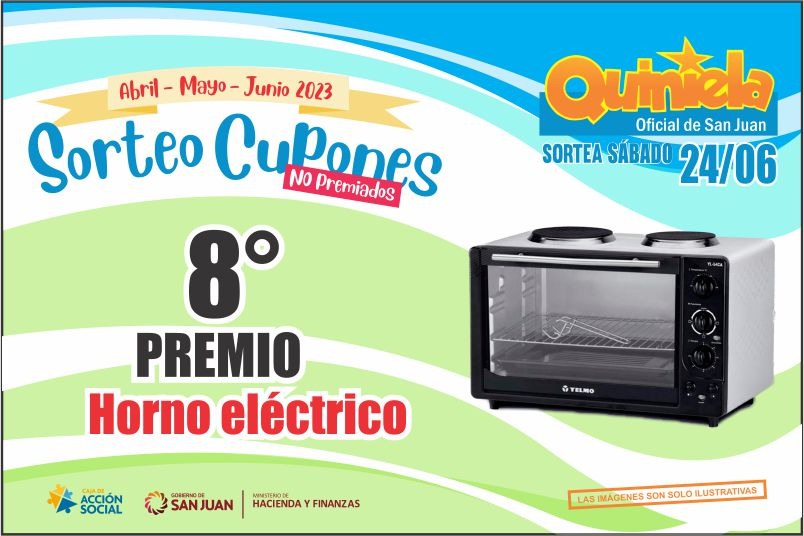 Abril - Mayo - Junio 2023
Sorteo Cupones
NO Premiados
Quiniela
Oficial de San Juan
SORTEA SÁBADO 24/06
8°
PREMIO
Horno eléctrico
YELMO
CAJA DE
ACCIÓN
SOCIAL
GOBIERNO DE
SAN JUAN
MINISTERIO DE
HACIENDA Y FINANZAS
LAS IMÁGENES SON SOLO ILUSTRATIVAS